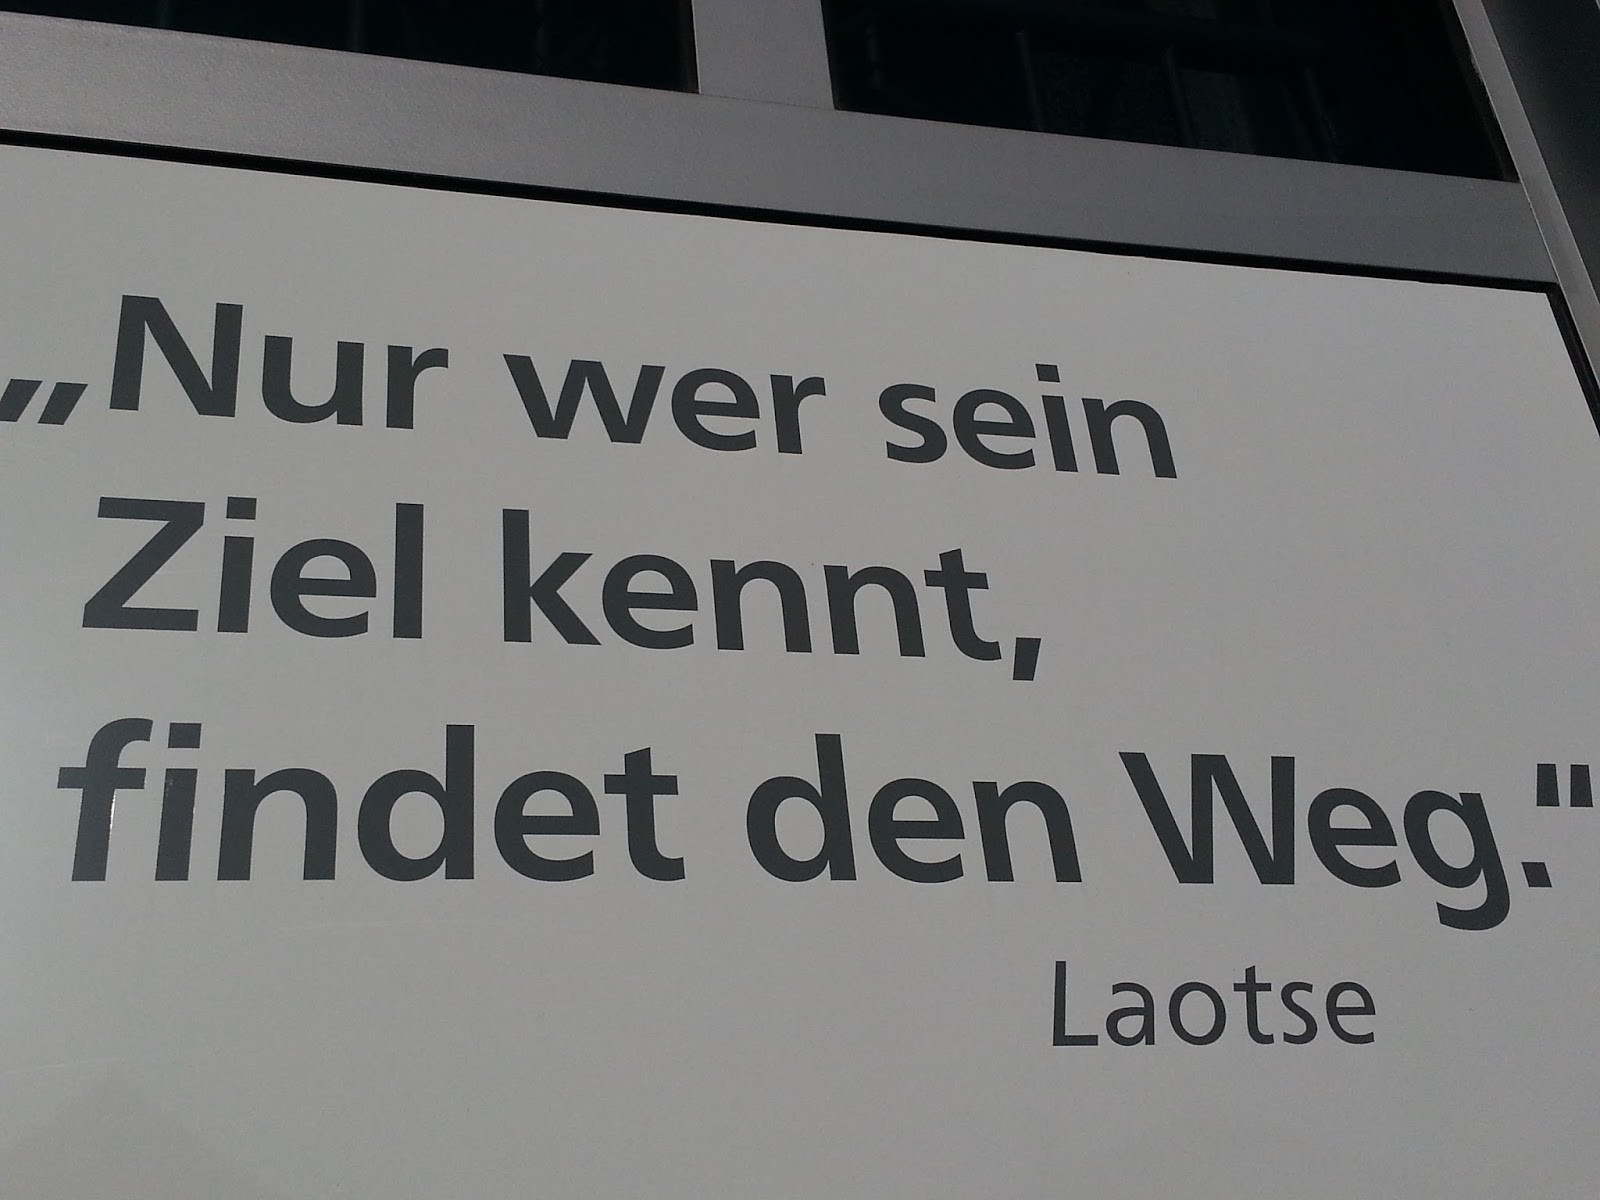 „Nur wer sein
Ziel kennt,
findet den Weg."
Laotse